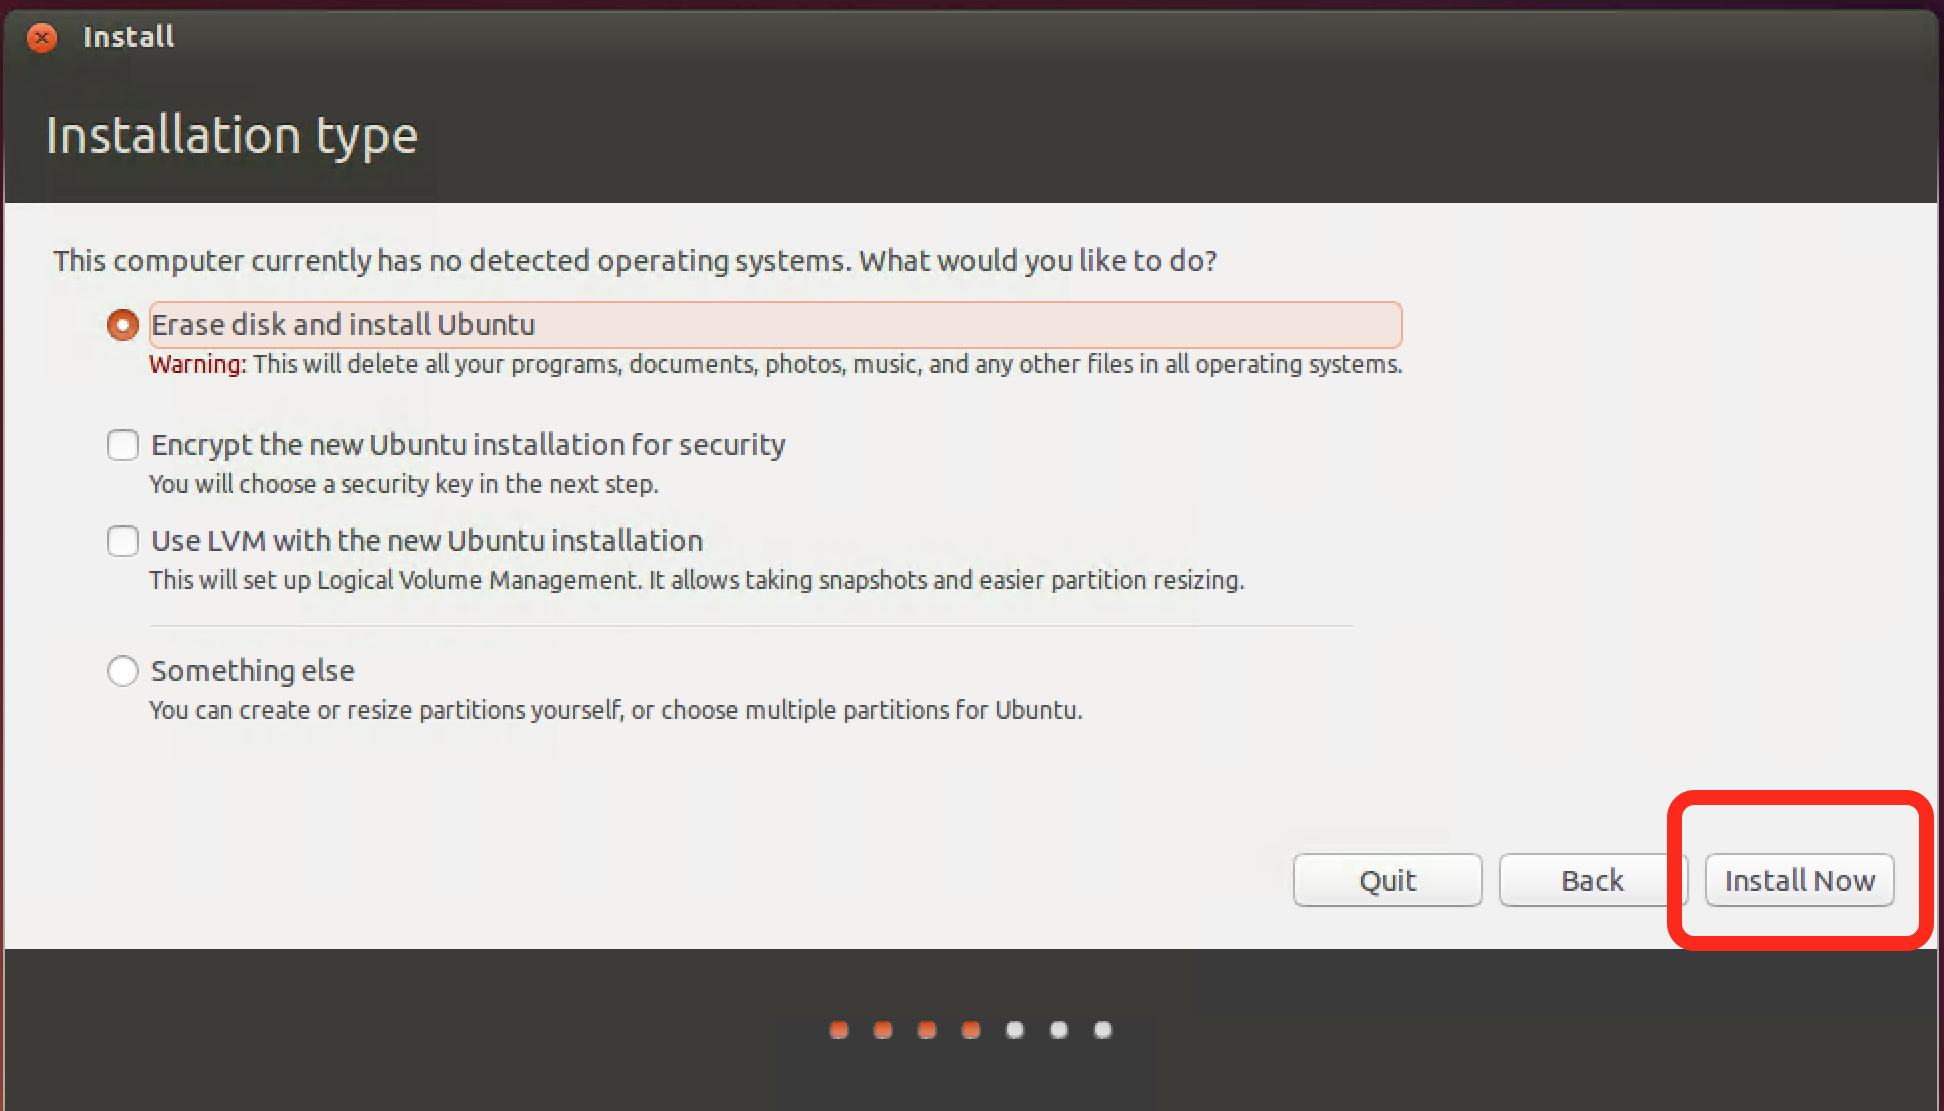 Install
Installation type
This computer currently has no detected operating systems. What would you like to do?
Erase disk and install Ubuntu
Warning: This will delete all your programs, documents, photos, music, and any other files in all operating systems.
Encrypt the new Ubuntu installation for security
You will choose a security key in the next step.
Use LVM with the new Ubuntu installation
This will set up Logical Volume Management. It allows taking snapshots and easier partition resizing.
Something else
You can create or resize partitions yourself, or choose multiple partitions for Ubuntu.
Quit Back Install Now